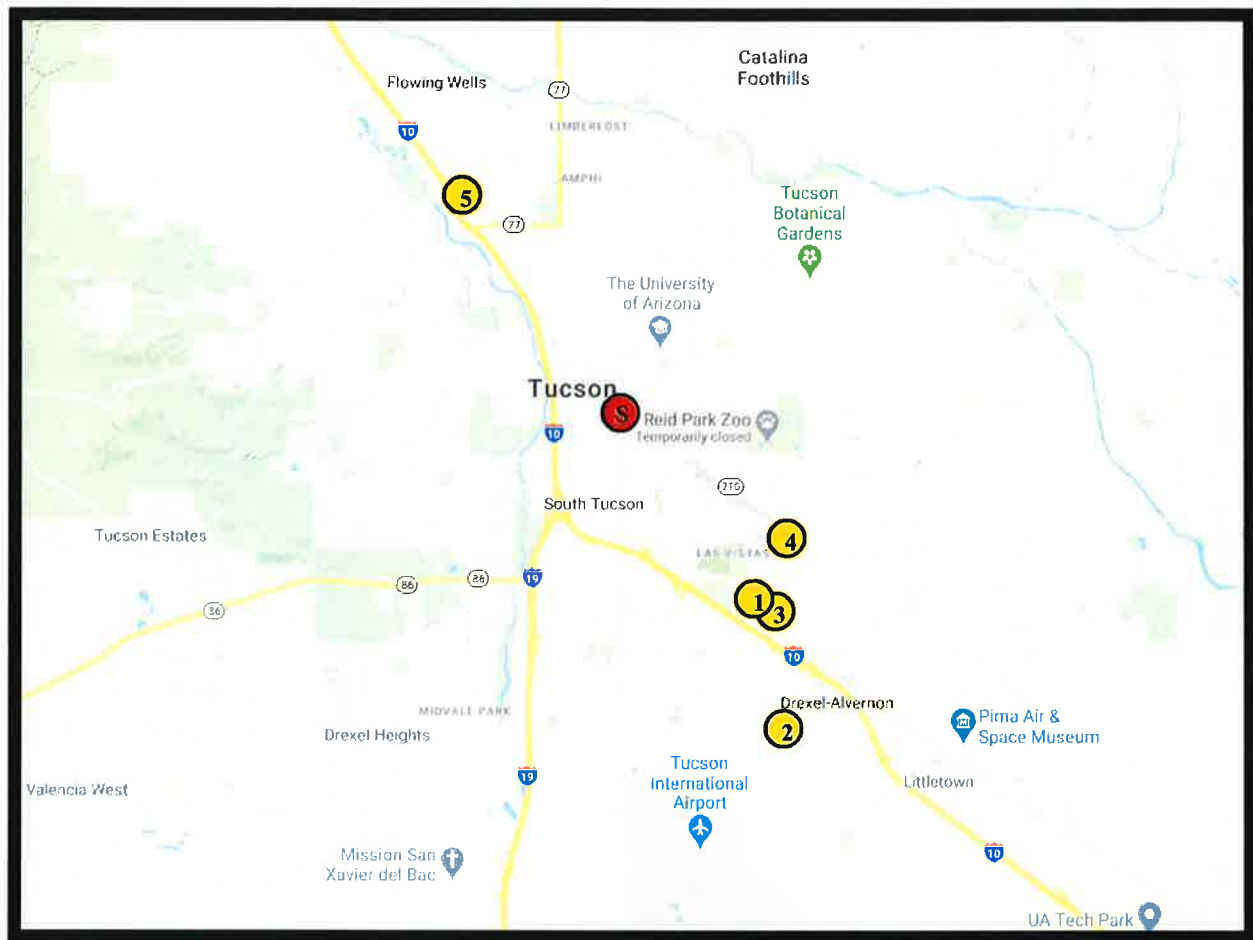 Catalina
Foothills
Flowing Wells
77
10
LIMBERLOST
AMPHI
5
77
Tucson
Botanical
Gardens
The University
of Arizona
Tucson
S
Reid Park Zoo
Temporarily closed
10
210
South Tucson
Tucson Estates
4
LAS VISTAS
19
86
86
86
1
3
10
Drexel-Alvernon
MIDVALE PARK
2
Pima Air &
Space Museum
Drexel Heights
Tucson
International
Airport
19
Littletown
Valencia West
10
Mission San
Xavier del Bac
UA Tech Park